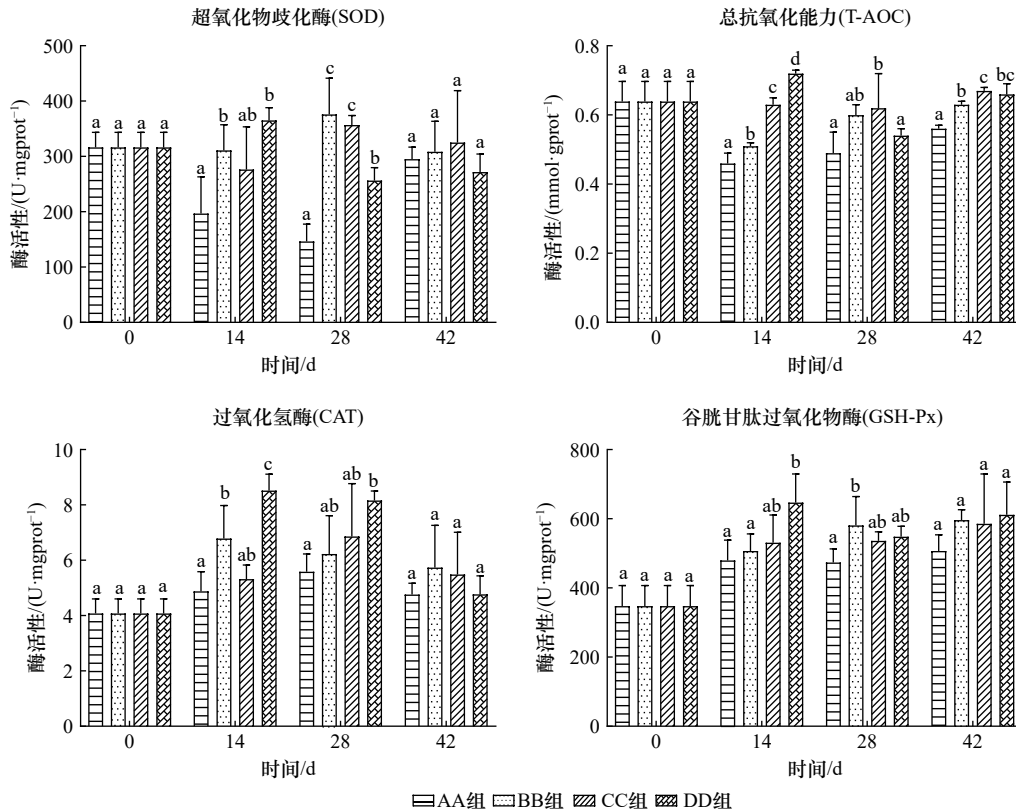 超氧化物歧化酶(SOD)
酶活性/(U·mgprot⁻¹)
500
400
300
200
100
0
a a a a
a b a b
a c c b
a a a a
0 14 28 42
时间/d
总抗氧化能力(T-AOC)
酶活性/(mmol·gprot⁻¹)
0.8
0.6
0.4
0.2
0.0
a a a a
a b c d
a ab b a
a b c bc
0 14 28 42
时间/d
过氧化氢酶(CAT)
酶活性/(U·mgprot⁻¹)
10
8
6
4
2
0
a a a a
a b ab c
a ab ab b
a a a a
0 14 28 42
时间/d
谷胱甘肽过氧化物酶(GSH-Px)
酶活性/(U·mgprot⁻¹)
800
600
400
200
0
a a a a
a a ab b
a b ab ab
a a a a
0 14 28 42
时间/d
AA组 BB组 CC组 DD组